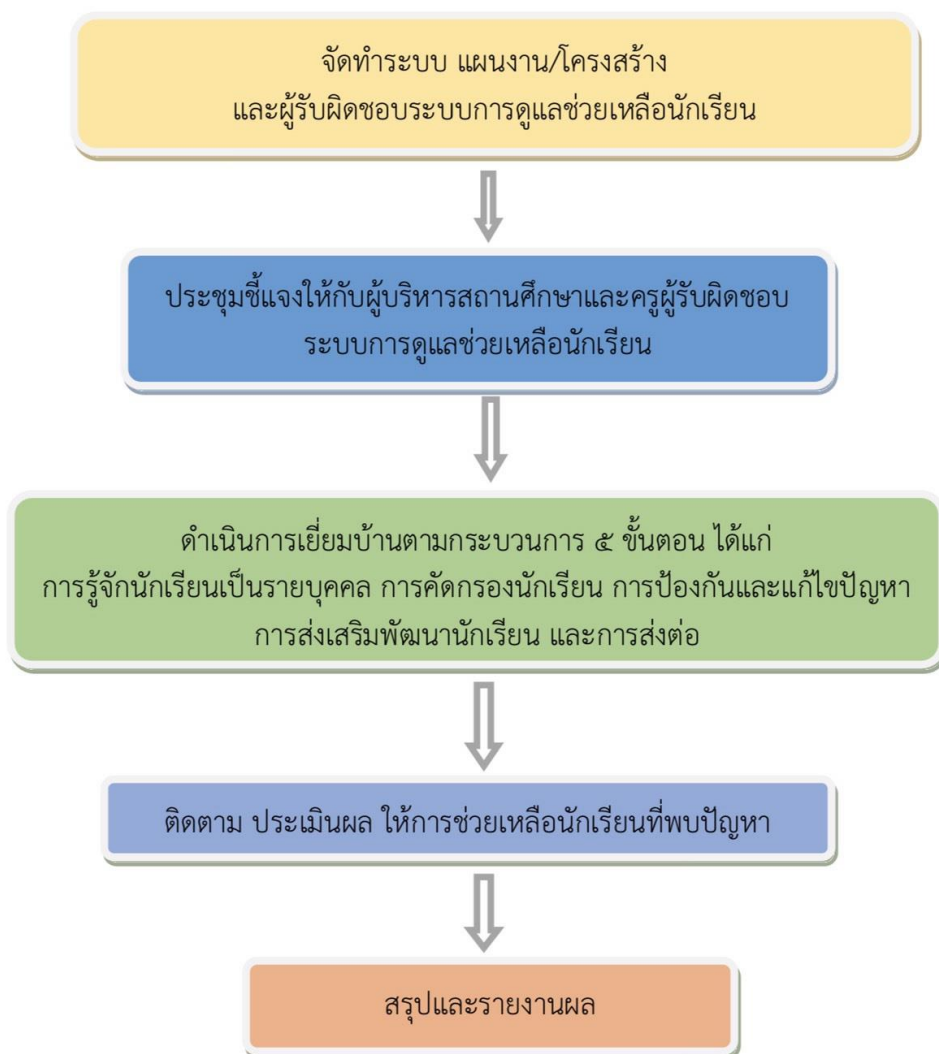 จัดทำระบบ แผนงาน/โครงสร้าง
และผู้รับผิดชอบระบบการดูแลช่วยเหลือนักเรียน
ประชุมชี้แจงให้กับผู้บริหารสถานศึกษาและครูผู้รับผิดชอบ
ระบบการดูแลช่วยเหลือนักเรียน
ดำเนินการเยี่ยมบ้านตามกระบวนการ ๕ ขั้นตอน ได้แก่
การรู้จักนักเรียนเป็นรายบุคคล การคัดกรองนักเรียน การป้องกันและแก้ไขปัญหา
การส่งเสริมพัฒนานักเรียน และการส่งต่อ
ติดตาม ประเมินผล ให้การช่วยเหลือนักเรียนที่พบปัญหา
สรุปและรายงานผล